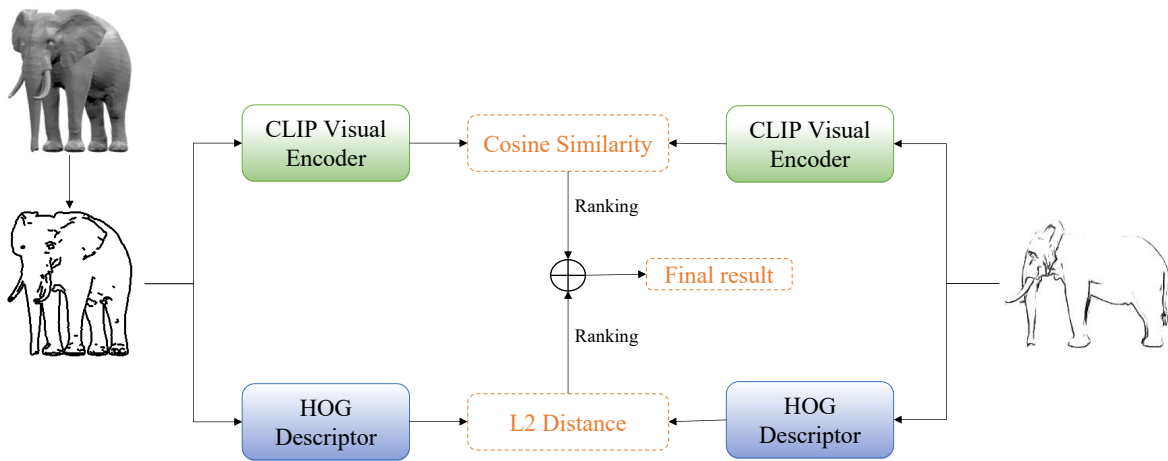 CLIP Visual
Encoder
Cosine Similarity
CLIP Visual
Encoder
Ranking
Final result
Ranking
HOG
Descriptor
L2 Distance
HOG
Descriptor